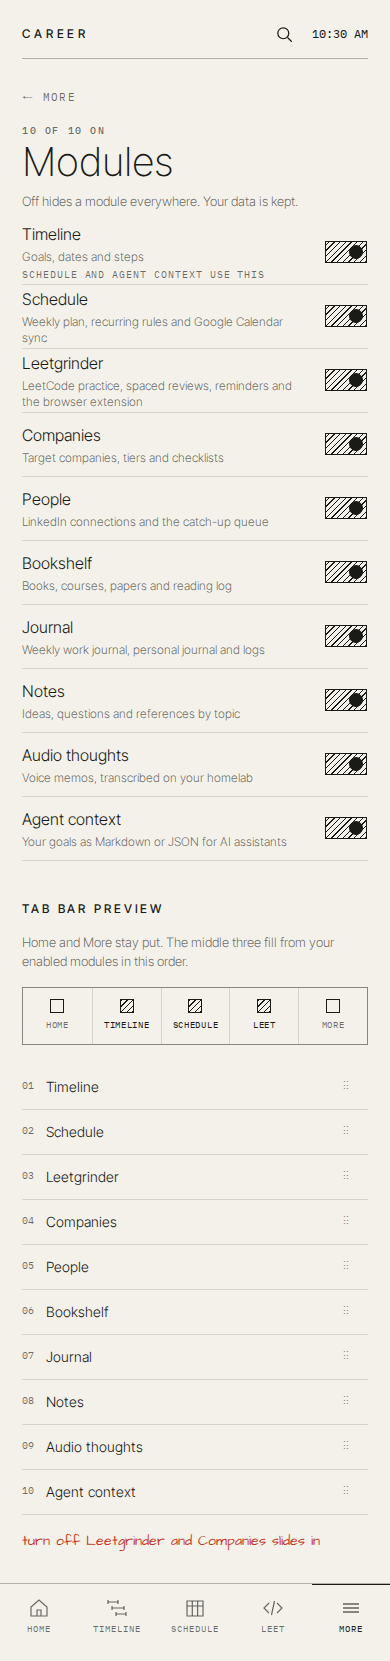 CAREER
10:30 AM
← MORE
10 OF 10 ON
Modules
Off hides a module everywhere. Your data is kept.
Timeline
Goals, dates and steps
SCHEDULE AND AGENT CONTEXT USE THIS
Schedule
Weekly plan, recurring rules and Google Calendar
sync
Leetgrinder
LeetCode practice, spaced reviews, reminders and
the browser extension
Companies
Target companies, tiers and checklists
People
LinkedIn connections and the catch-up queue
Bookshelf
Books, courses, papers and reading log
Journal
Weekly work journal, personal journal and logs
Notes
Ideas, questions and references by topic
Audio thoughts
Voice memos, transcribed on your homelab
Agent context
Your goals as Markdown or JSON for AI assistants
TAB BAR PREVIEW
Home and More stay put. The middle three fill from your
enabled modules in this order.
HOME TIMELINE SCHEDULE LEET MORE
01 Timeline
02 Schedule
03 Leetgrinder
04 Companies
05 People
06 Bookshelf
07 Journal
08 Notes
09 Audio thoughts
10 Agent context
turn off Leetgrinder and Companies slides in
HOME TIMELINE SCHEDULE LEET MORE